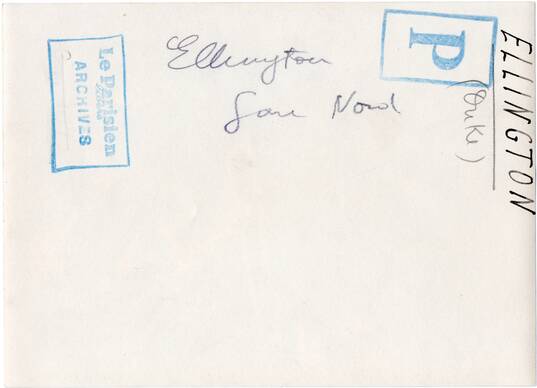 Ellington
Gare Nord
P
ELLINGTON
(Duke)
Le Parisien
ARCHIVES